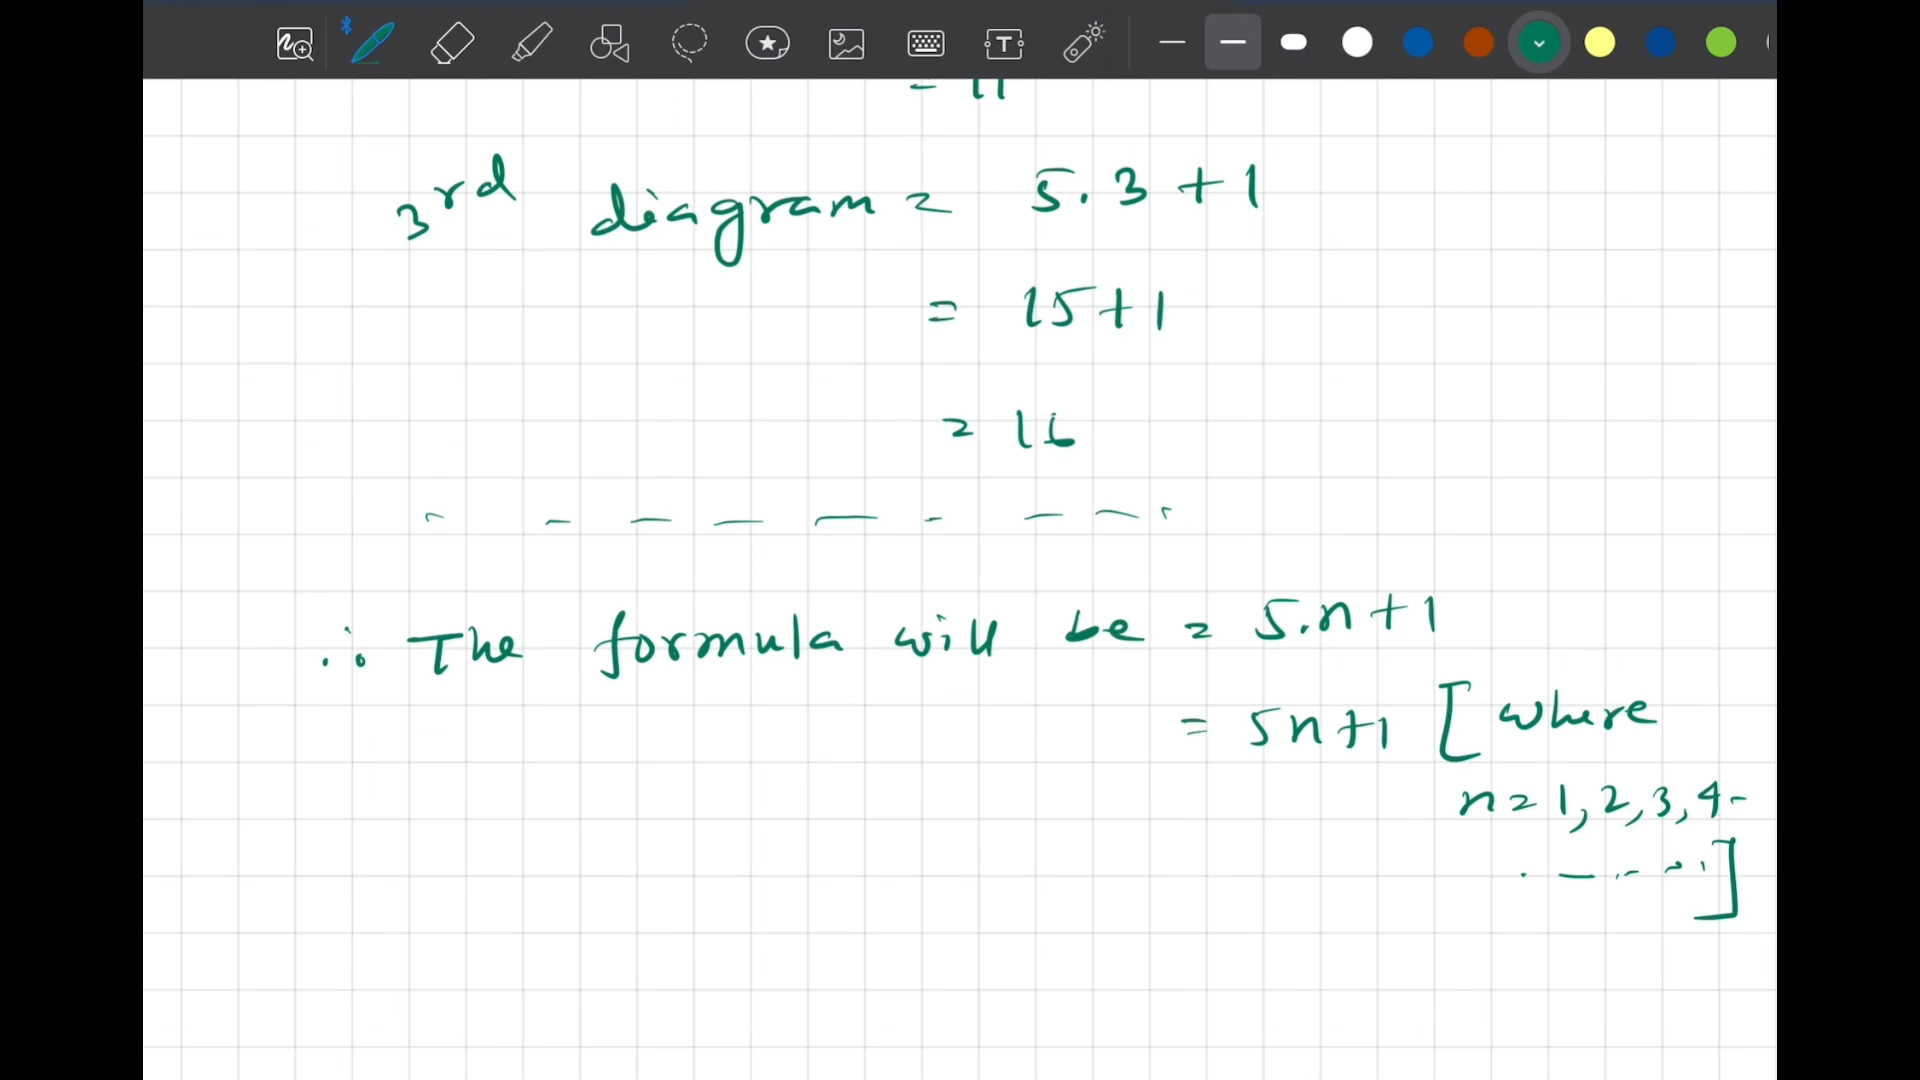 = 11
3rd diagram = 5.3+1
= 15+1
= 16
∴ The formula will be = 5.n+1
= 5n+1 [where
n=1,2,3,4-
. — .- - . .]